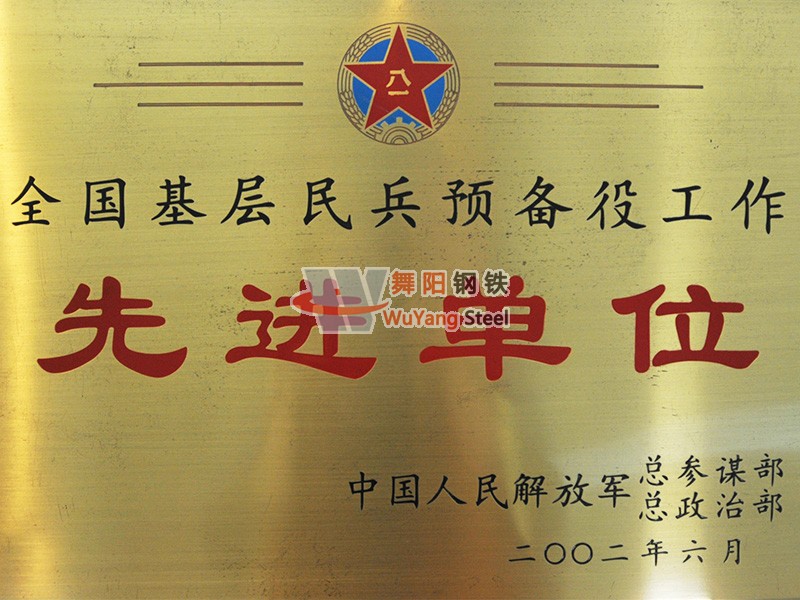 八一
全国基层民兵预备役工作
舞阳钢铁
WuYang Steel
先进单位
中国人民解放军总参谋部
总政治部
二〇〇二年六月